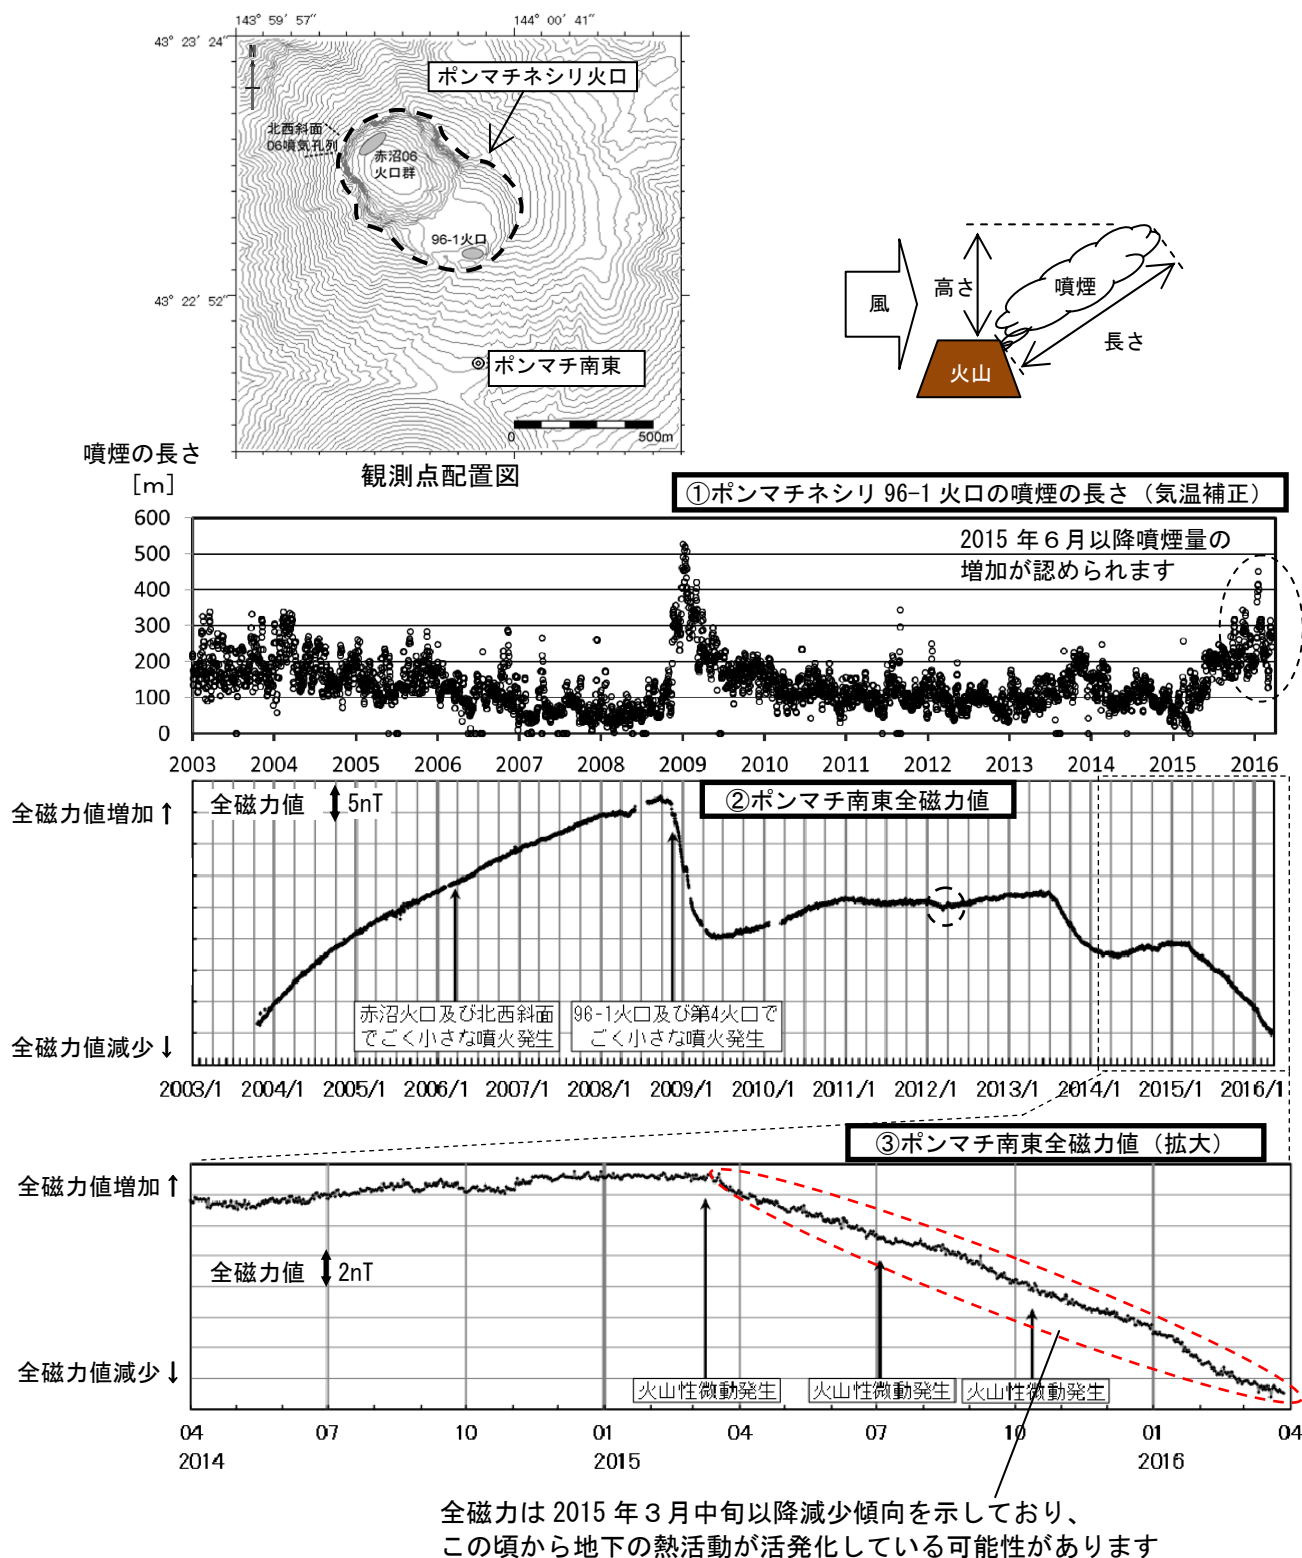 143° 59′ 57″
144° 00′ 41″
43° 23′ 24″
N
ポンマチネシリ火口
北西斜面
06噴気孔列
赤沼06
火口群
96-1火口
43° 22′ 52″
ポンマチ南東
0
500m
観測点配置図
風
高さ
噴煙
長さ
火山
噴煙の長さ
[m]
①ポンマチネシリ 96-1 火口の噴煙の長さ（気温補正）
2015 年６月以降噴煙量の
増加が認められます
600
500
400
300
200
100
0
2003 2004 2005 2006 2007 2008 2009 2010 2011 2012 2013 2014 2015 2016
全磁力値増加↑
全磁力値
5nT
②ポンマチ南東全磁力値
赤沼火口及び北西斜面
でごく小さな噴火発生
96-1火口及び第4火口で
ごく小さな噴火発生
全磁力値減少↓
2003/1 2004/1 2005/1 2006/1 2007/1 2008/1 2009/1 2010/1 2011/1 2012/1 2013/1 2014/1 2015/1 2016/1
③ポンマチ南東全磁力値（拡大）
全磁力値増加↑
全磁力値
2nT
全磁力値減少↓
火山性微動発生
火山性微動発生
火山性微動発生
04 07 10 01 04 07 10 01 04
2014 2015 2016
全磁力は 2015 年３月中旬以降減少傾向を示しており、
この頃から地下の熱活動が活発化している可能性があります